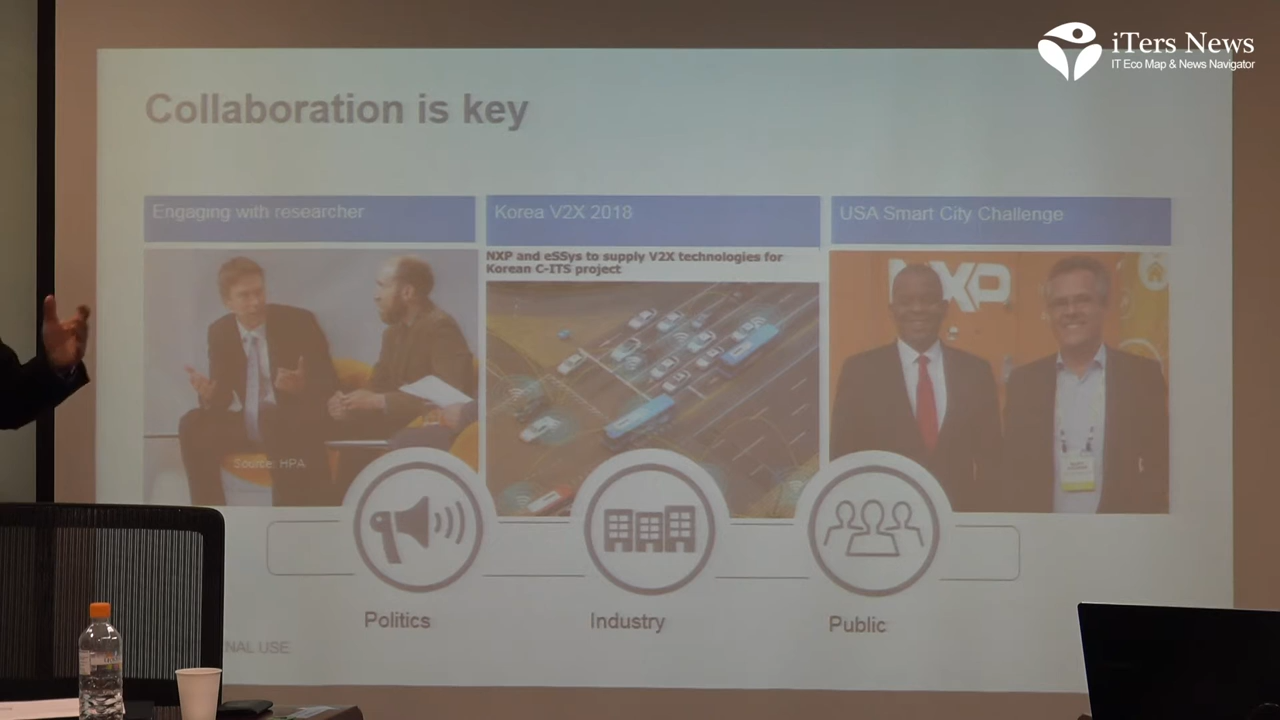 iTers News
IT Eco Map & News Navigator
Collaboration is key
Engaging with researcher
Korea V2X 2018
USA Smart City Challenge
NXP and eSSys to supply V2X technologies for
Korean C-ITS project
NXP
Source: HPA
Politics
Industry
Public
NAL USE